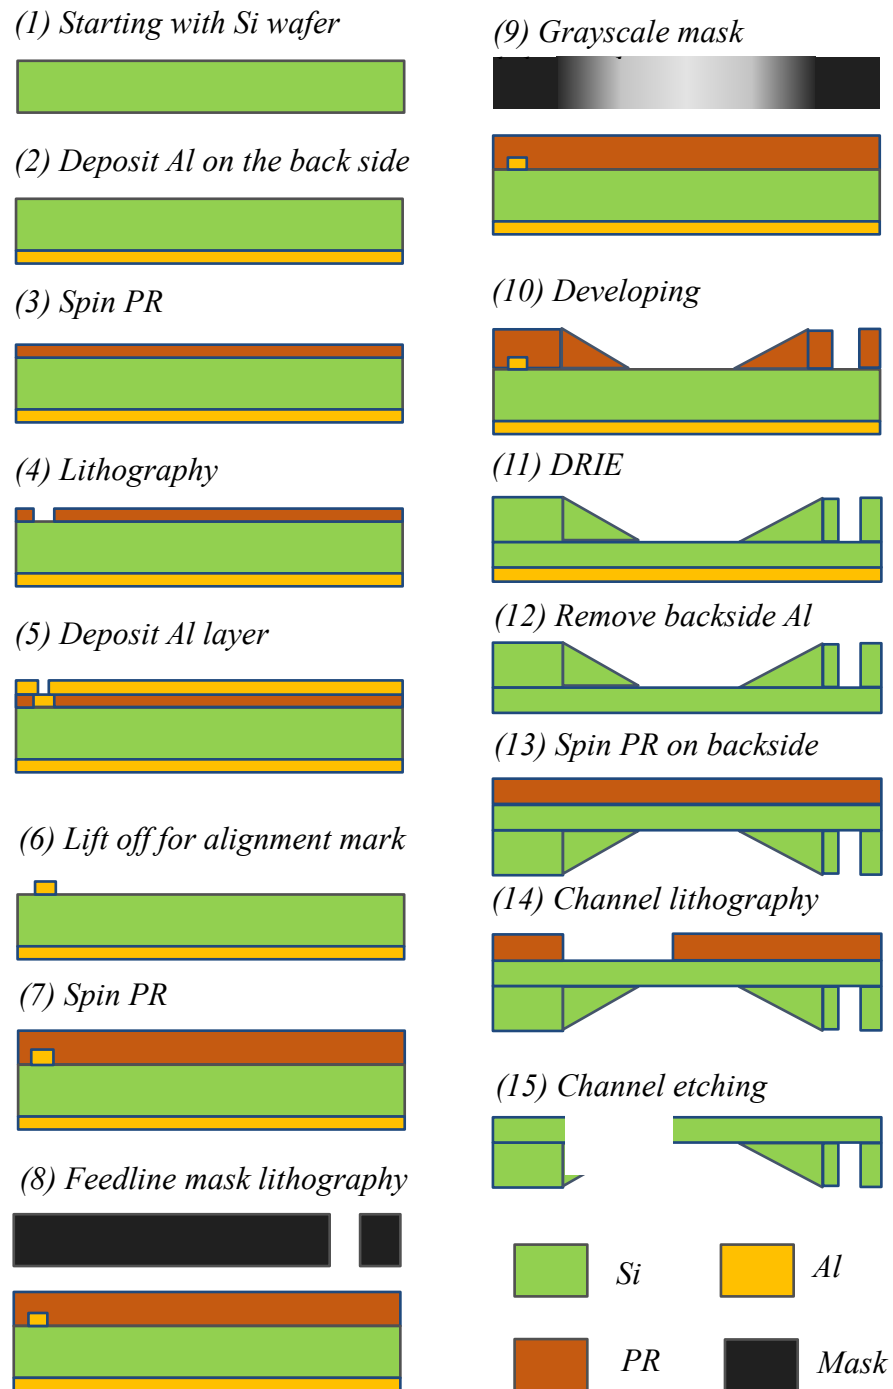 (1) Starting with Si wafer
(2) Deposit Al on the back side
(3) Spin PR
(4) Lithography
(5) Deposit Al layer
(6) Lift off for alignment mark
(7) Spin PR
(8) Feedline mask lithography
(9) Grayscale mask
(10) Developing
(11) DRIE
(12) Remove backside Al
(13) Spin PR on backside
(14) Channel lithography
(15) Channel etching
Si
Al
PR
Mask